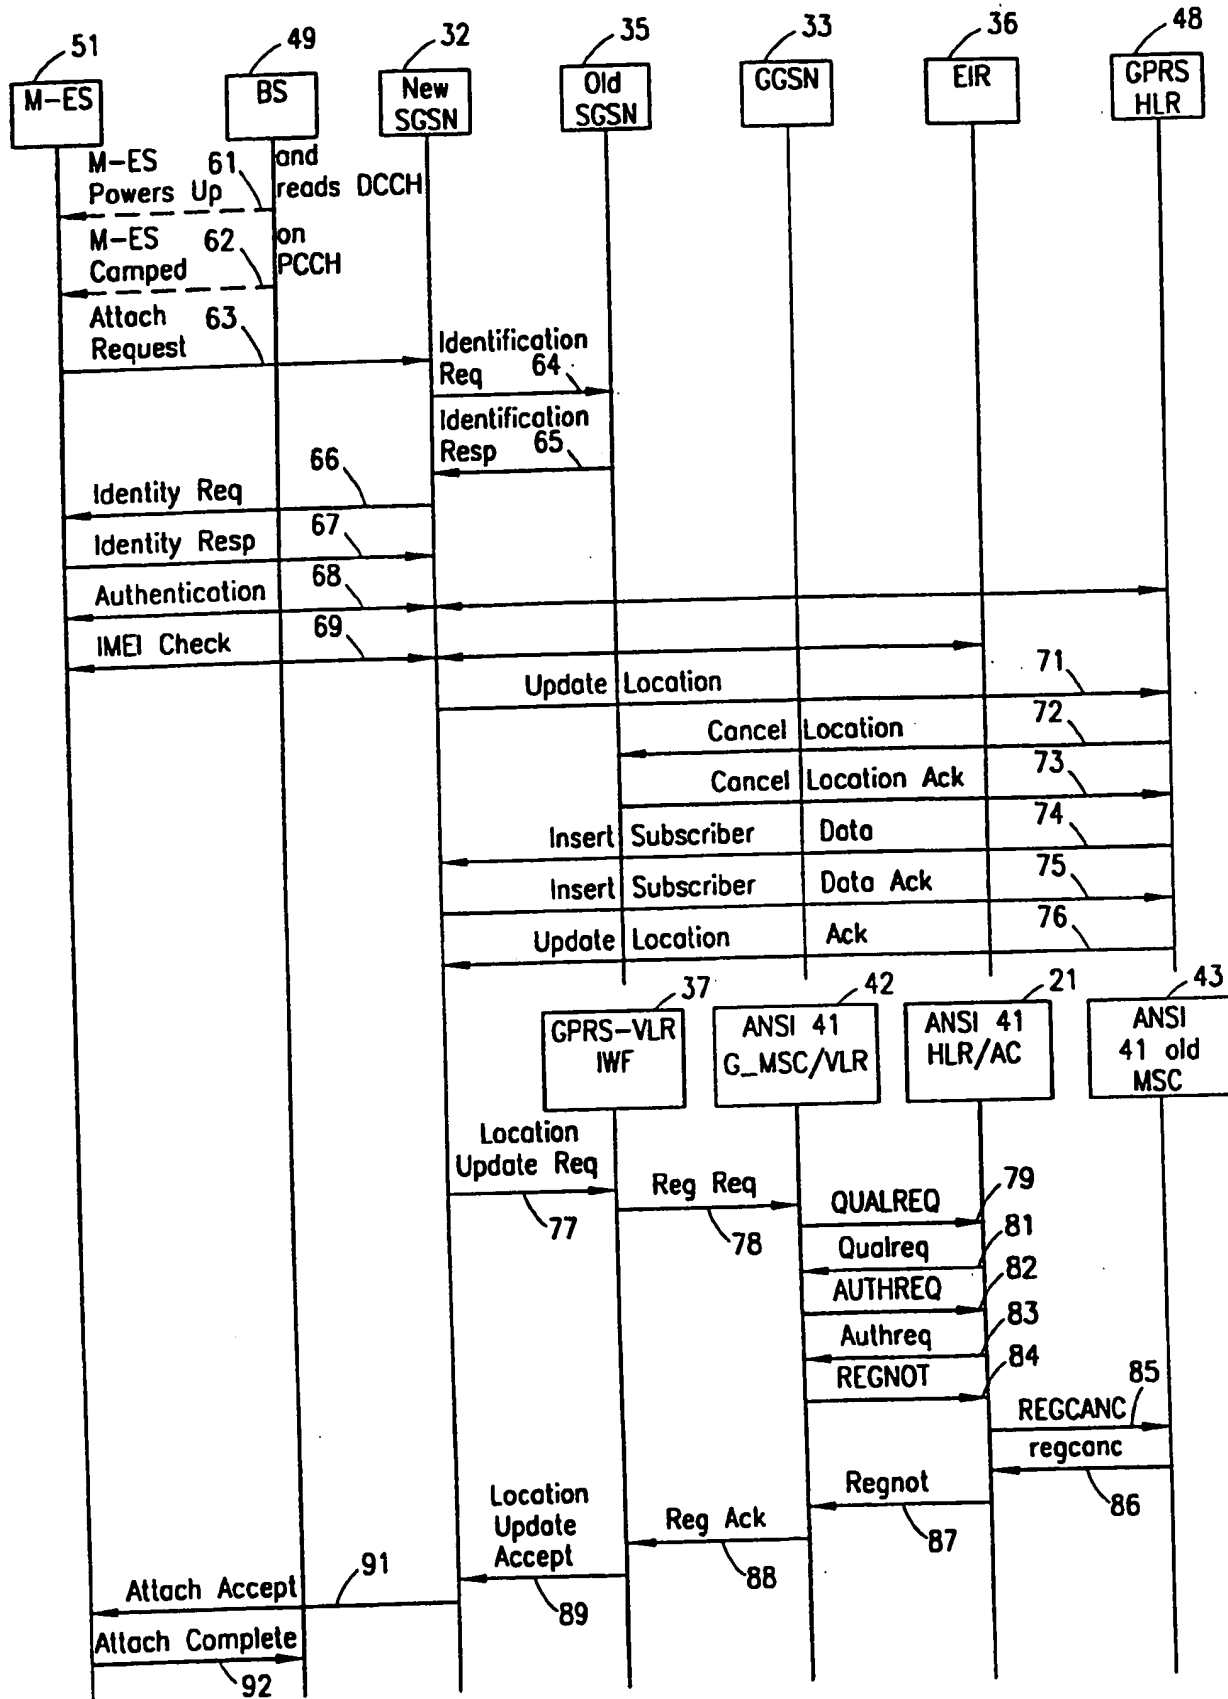 51
49
32
35
33
36
48
M-ES
BS
New
SGSN
Old
SGSN
GGSN
EIR
GPRS
HLR
M-ES 61 and
Powers Up reads DCCH
M-ES 62 on
Camped PCCH
Attach 63
Request
Identification
Req 64
Identification
Resp 65
66
Identity Req
Identity Resp 67
Authentication 68
IMEI Check 69
Update Location 71
Cancel Location 72
Cancel Location Ack 73
Insert Subscriber Data 74
Insert Subscriber Data Ack 75
Update Location Ack 76
37
42
21
43
GPRS-VLR
IWF
ANSI 41
G_MSC/VLR
ANSI 41
HLR/AC
ANSI
41 old
MSC
Location
Update Req
77
Reg Req
78
QUALREQ 79
Qualreq 81
AUTHREQ 82
Authreq 83
REGNOT 84
REGCANC 85
regcanc
86
Regnot
87
Reg Ack
88
Location
Update
Accept
89
Attach Accept 91
Attach Complete
92